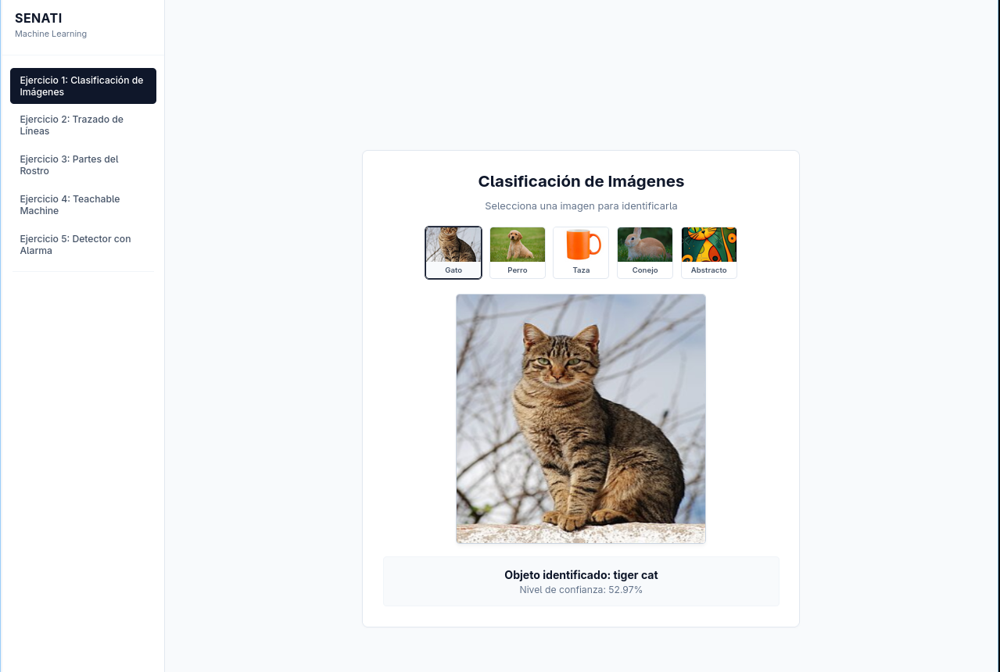 SENATI
Machine Learning
Ejercicio 1: Clasificación de
Imágenes
Ejercicio 2: Trazado de
Líneas
Ejercicio 3: Partes del
Rostro
Ejercicio 4: Teachable
Machine
Ejercicio 5: Detector con
Alarma
Clasificación de Imágenes
Selecciona una imagen para identificarla
Gato
Perro
Taza
Conejo
Abstracto
Objeto identificado: tiger cat
Nivel de confianza: 52.97%